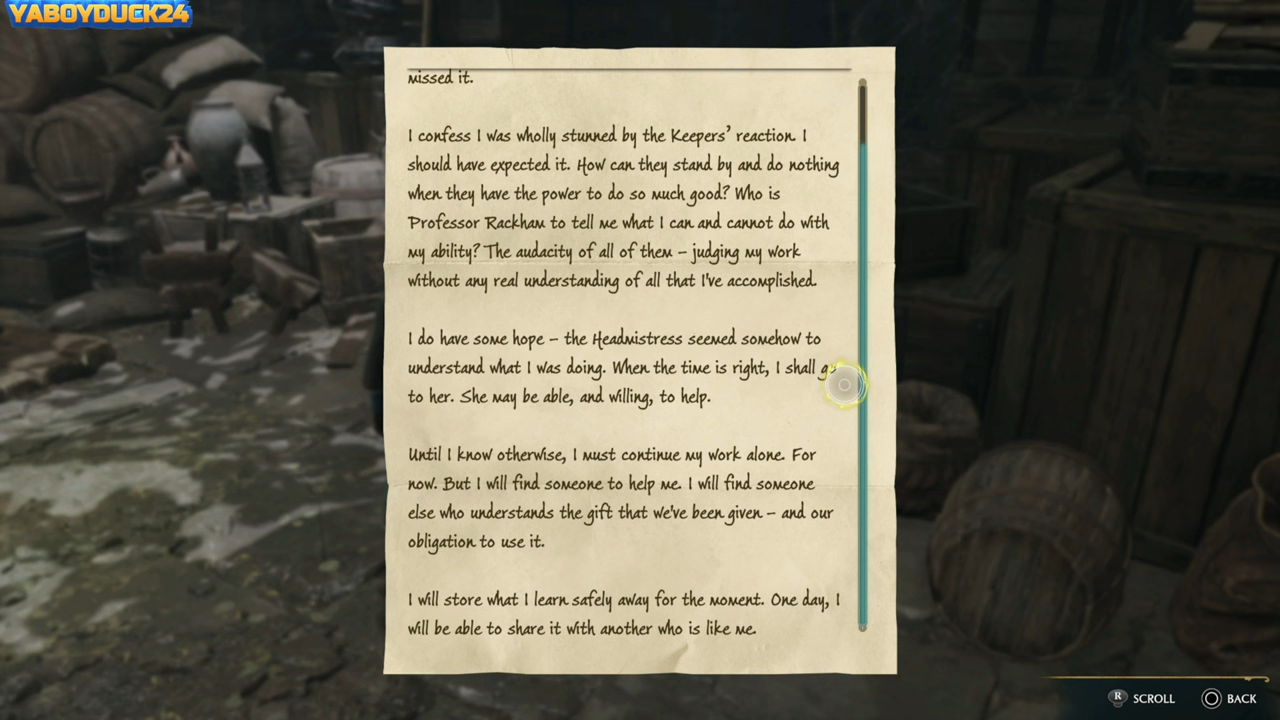 YABOYDUCK24
missed it.
I confess I was wholly stunned by the Keepers' reaction. I
should have expected it. How can they stand by and do nothing
when they have the power to do so much good? Who is
Professor Rackham to tell me what I can and cannot do with
my ability? The audacity of all of them – judging my work
without any real understanding of all that I've accomplished.
I do have some hope – the Headmistress seemed somehow to
understand what I was doing. When the time is right, I shall go
to her. She may be able, and willing, to help.
Until I know otherwise, I must continue my work alone. For
now. But I will find someone to help me. I will find someone
else who understands the gift that we've been given – and our
obligation to use it.
I will store what I learn safely away for the moment. One day, I
will be able to share it with another who is like me.
R SCROLL BACK